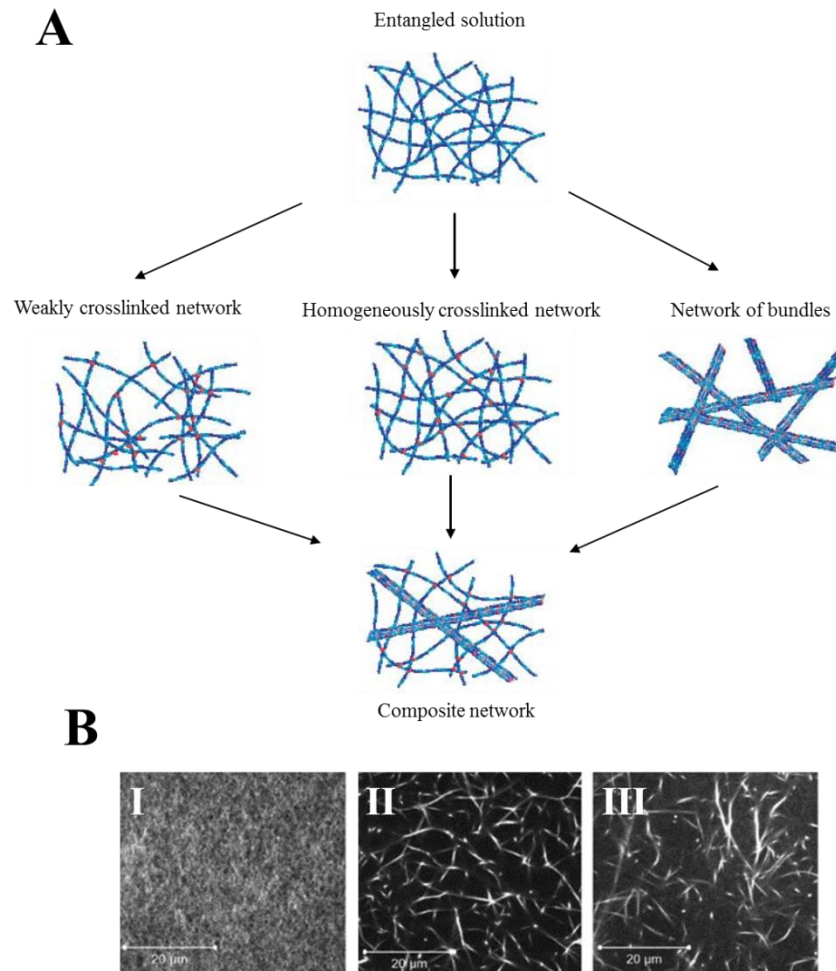 A
Entangled solution
Weakly crosslinked network
Homogeneously crosslinked network
Network of bundles
Composite network
B
I
II
III
20 µm
20 µm
20 µm